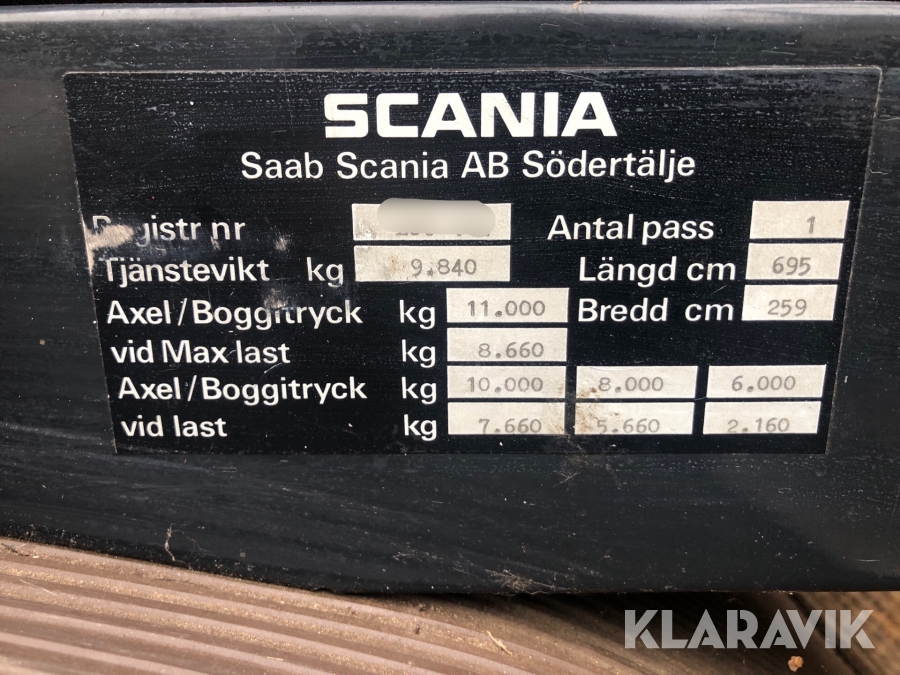 SCANIA
Saab Scania AB Södertälje
Registr nr Antal pass 1
Tjänstevikt kg 9.840 Längd cm 695
Axel/Boggitryck kg 11.000 Bredd cm 259
vid Max last kg 8.660
Axel/Boggitryck kg 10.000 8.000 6.000
vid last kg 7.660 5.660 2.160
KLARAVIK